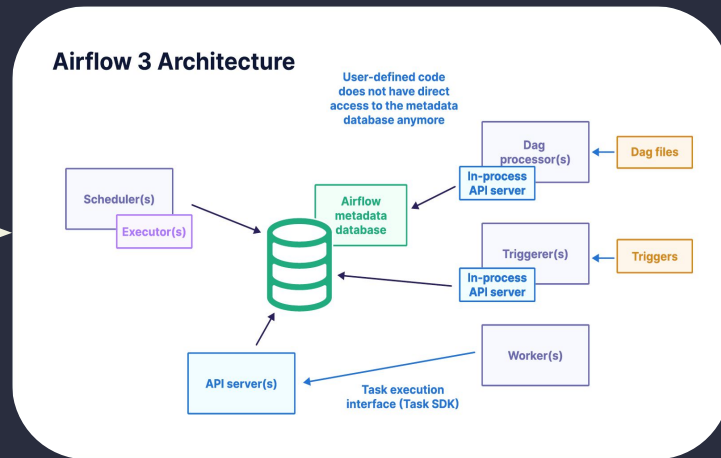 Airflow 3 Architecture
User-defined code
does not have direct
access to the metadata
database anymore
Dag
processor(s)
Dag files
In-process
API server
Scheduler(s)
Executor(s)
Airflow
metadata
database
Triggerer(s)
Triggers
In-process
API server
API server(s)
Worker(s)
Task execution
interface (Task SDK)